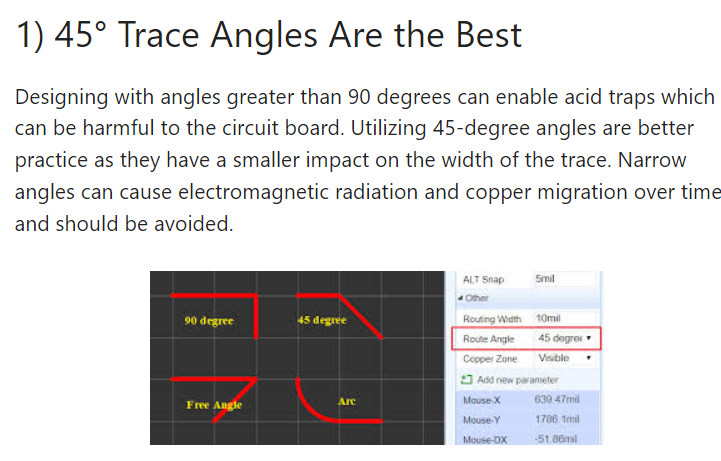 1) 45° Trace Angles Are the Best
Designing with angles greater than 90 degrees can enable acid traps which
can be harmful to the circuit board. Utilizing 45-degree angles are better
practice as they have a smaller impact on the width of the trace. Narrow
angles can cause electromagnetic radiation and copper migration over time
and should be avoided.
90 degree
45 degree
Free Angle
Arc
ALT Snap 5mil
Other
Routing Width 10mil
Route Angle 45 degree
Copper Zone Visible
Add new parameter
Mouse-X 639.47mil
Mouse-Y 1786.1mil
Mouse-DX -51.86mil